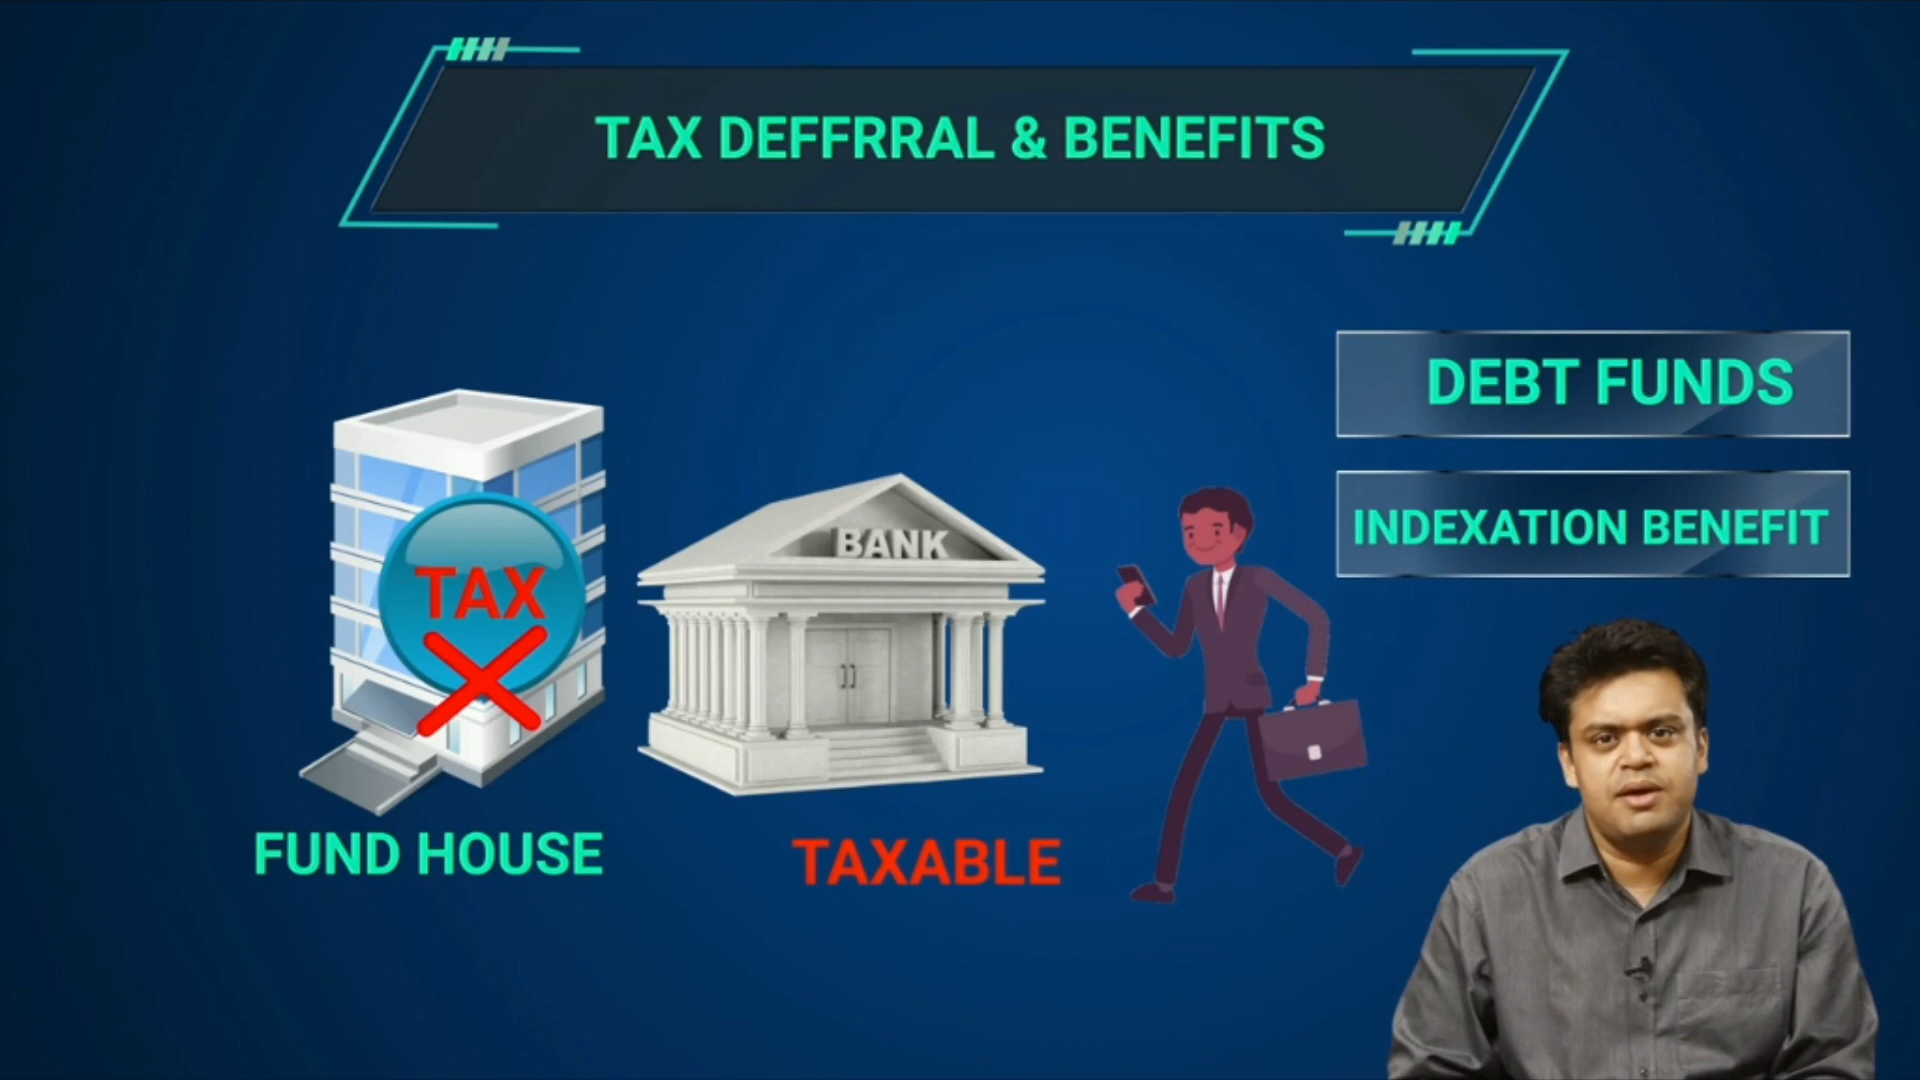 TAX DEFFRRAL & BENEFITS
DEBT FUNDS
INDEXATION BENEFIT
BANK
TAX
FUND HOUSE
TAXABLE